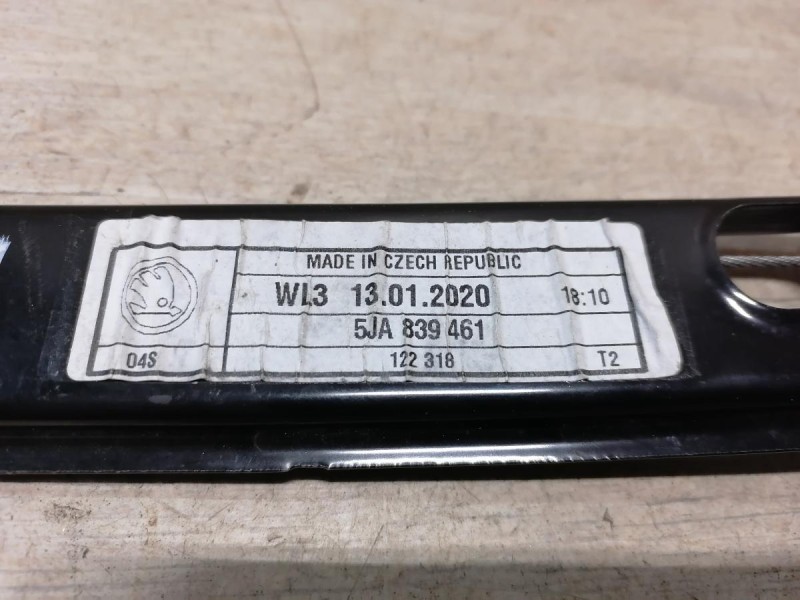 MADE IN CZECH REPUBLIC
WL3 13.01.2020 18:10
5JA 839 461
04S 122 318 T2